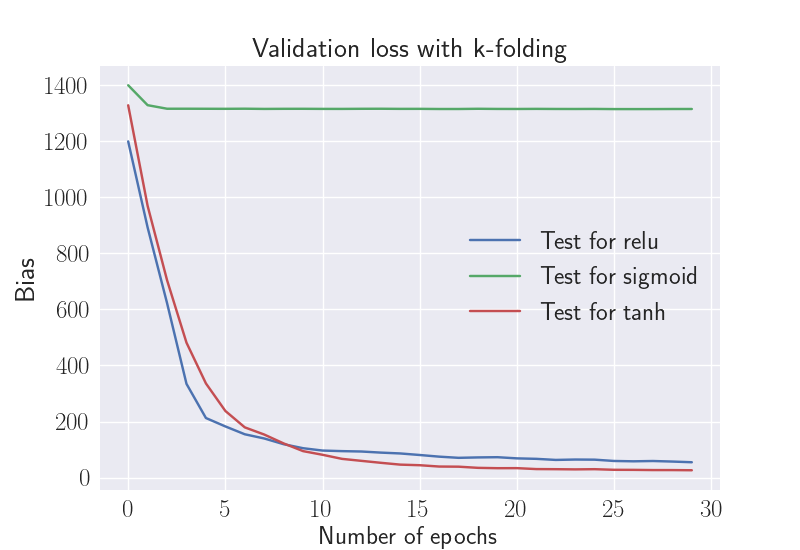 Validation loss with k-folding
1400
1200
1000
800
600
400
200
0
Bias
Test for relu
Test for sigmoid
Test for tanh
0 5 10 15 20 25 30
Number of epochs